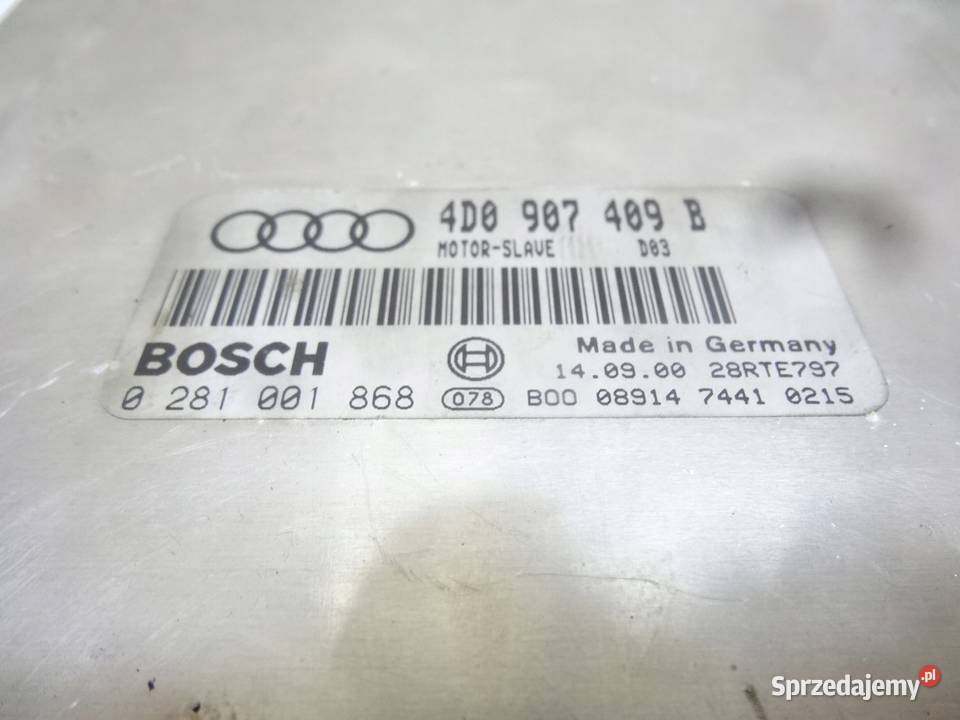 4D0 907 409 B
MOTOR-SLAVE D03
BOSCH
Made in Germany
14.09.00 28RTE797
0 281 001 868 078 B00 08914 7441 0215
Sprzedajemy.pl